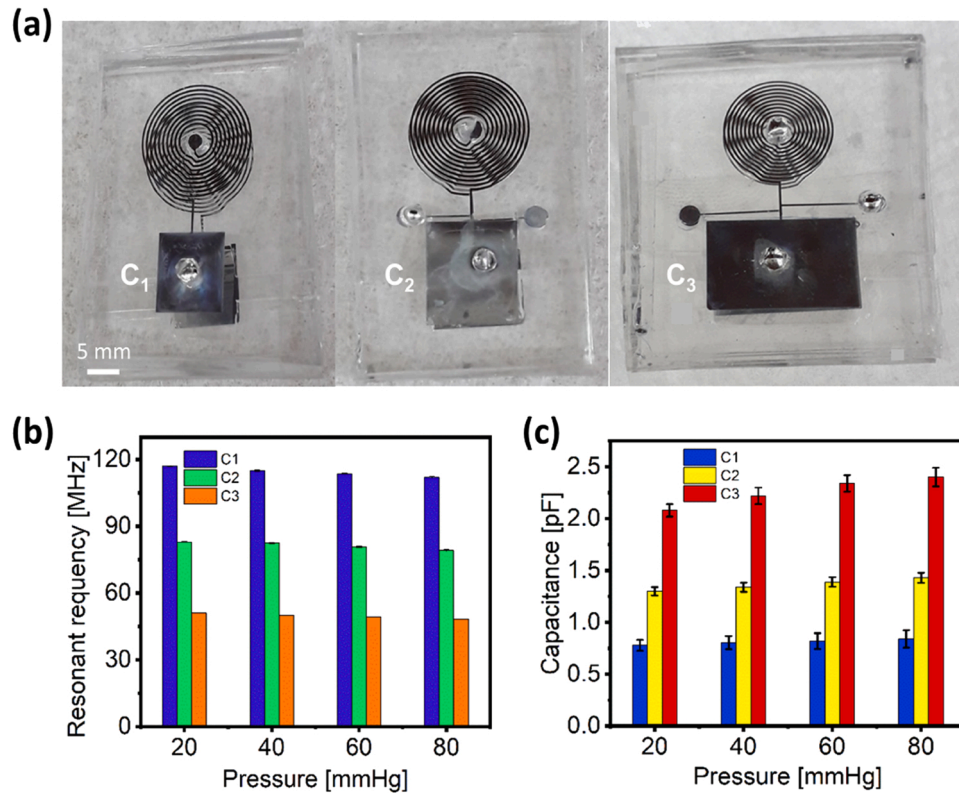 (a)
C1
C2
C3
5 mm
(b)
Resonant requency [MHz]
120
90
60
30
0
C1
C2
C3
20 40 60 80
Pressure [mmHg]
(c)
Capacitance [pF]
2.5
2.0
1.5
1.0
0.5
0.0
C1
C2
C3
20 40 60 80
Pressure [mmHg]